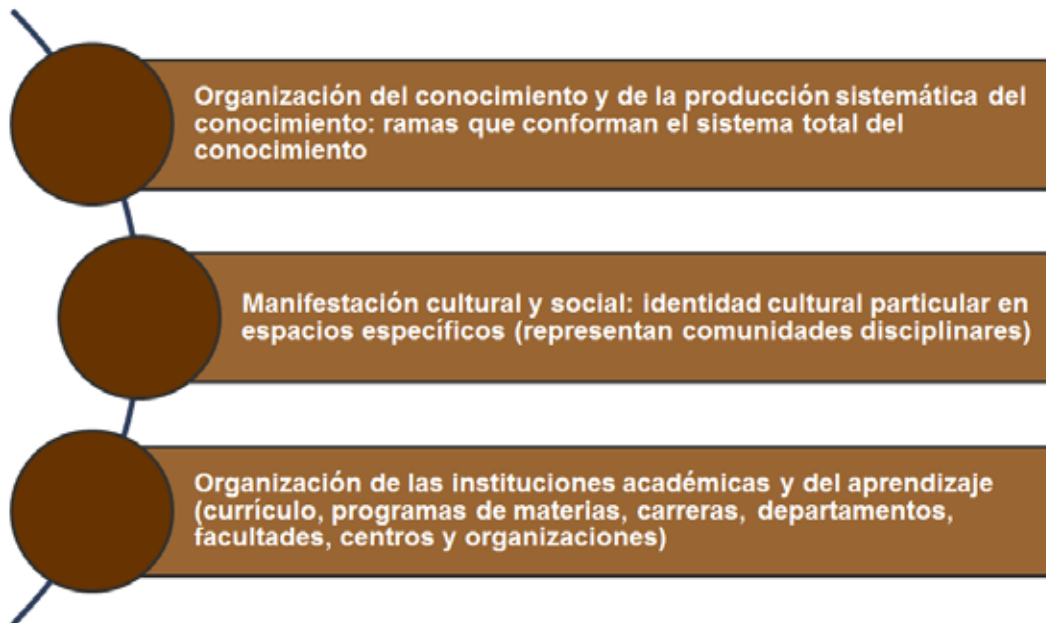 Organización del conocimiento y de la producción sistemática del
conocimiento: ramas que conforman el sistema total del
conocimiento
Manifestación cultural y social: identidad cultural particular en
espacios específicos (representan comunidades disciplinares)
Organización de las instituciones académicas y del aprendizaje
(currículo, programas de materias, carreras, departamentos,
facultades, centros y organizaciones)